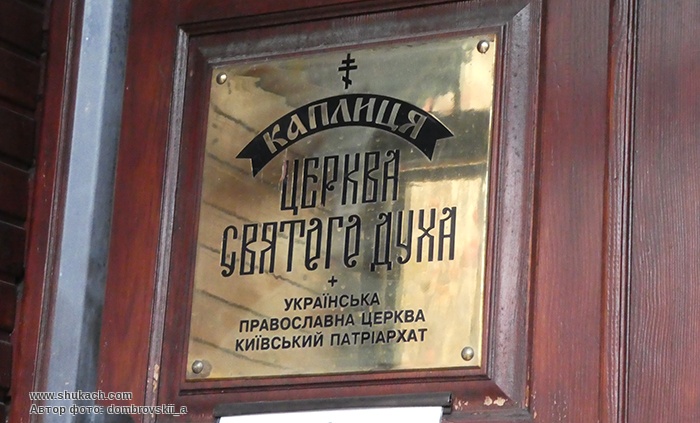 КАПЛИЦЯ
ЦЕРКВА
СВЯТОГО ДУХА
УКРАЇНСЬКА
ПРАВОСЛАВНА ЦЕРКВА
КИЇВСЬКИЙ ПАТРІАРХАТ
www.shukach.com
Автор фото: dombrovskii_a